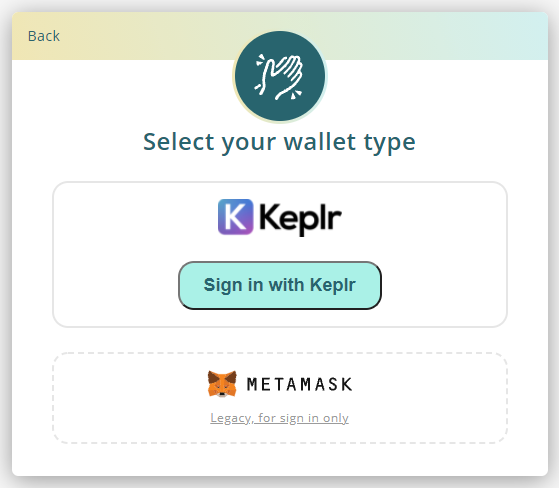 Back
Select your wallet type
K Keplr
Sign in with Keplr
METAMASK
Legacy, for sign in only